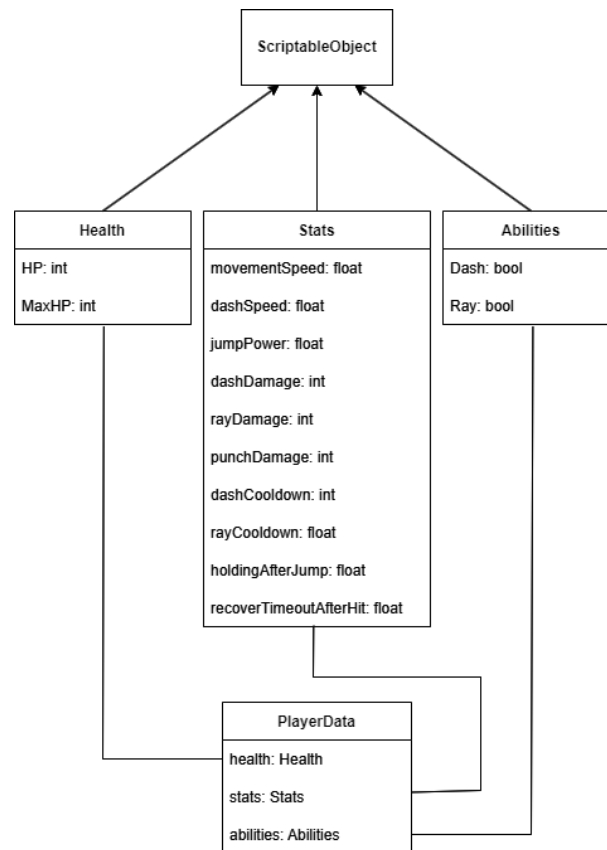 ScriptableObject
Health
HP: int
MaxHP: int
Stats
movementSpeed: float
dashSpeed: float
jumpPower: float
dashDamage: int
rayDamage: int
punchDamage: int
dashCooldown: int
rayCooldown: float
holdingAfterJump: float
recoverTimeoutAfterHit: float
Abilities
Dash: bool
Ray: bool
PlayerData
health: Health
stats: Stats
abilities: Abilities